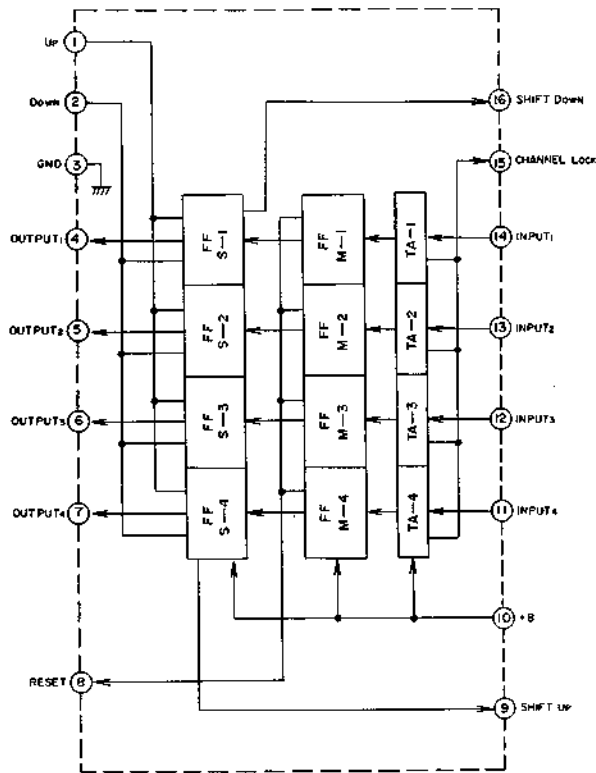 UP 1
Down 2
GND 3
OUTPUT1 4
OUTPUT2 5
OUTPUT3 6
OUTPUT4 7
RESET 8
FF S-1
FF S-2
FF S-3
FF S-4
FF M-1
FF M-2
FF M-3
FF M-4
TA-1
TA-2
TA-3
TA-4
16 SHIFT Down
15 CHANNEL LOCK
14 INPUT1
13 INPUT2
12 INPUT3
11 INPUT4
10 +B
9 SHIFT UP